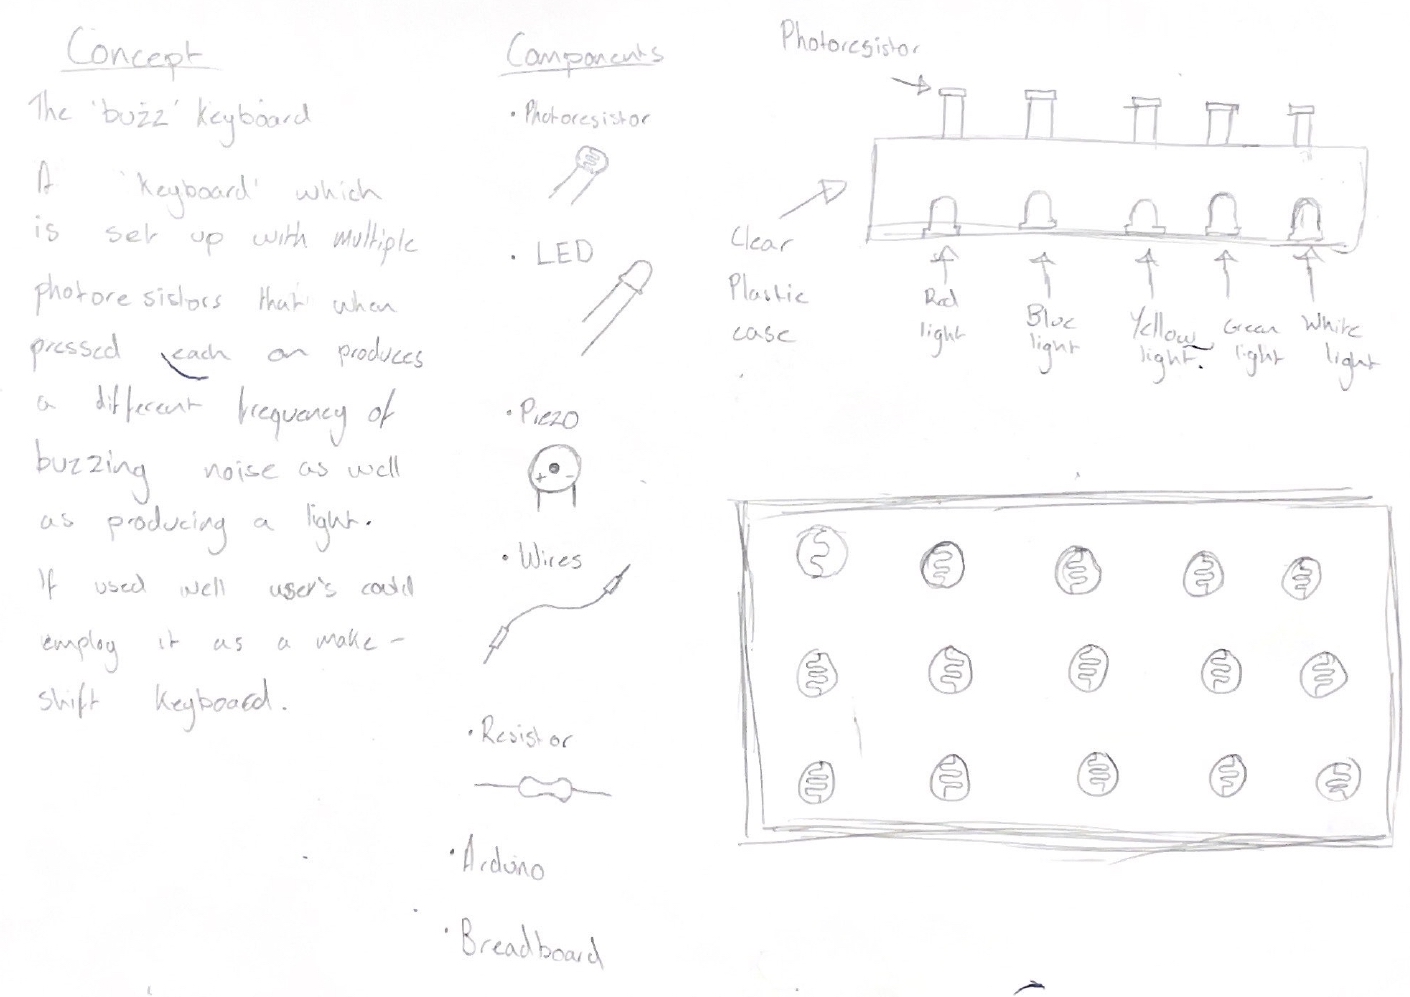 Concept
The 'buzz' Keyboard
A 'keyboard' which
is set up with multiple
photoresistors that when
pressed each on produces
a different frequency of
buzzing noise as well
as producing a light.
If used well user's could
employ it as a make-
shift keyboard.
Components
• Photoresistor
• LED
• Piezo
+ -
• Wires
• Resistor
• Arduino
• Breadboard
Photoresistor
Clear
Plastic
case
Red
light
Blue
light
Yellow
light.
Green
light
White
light